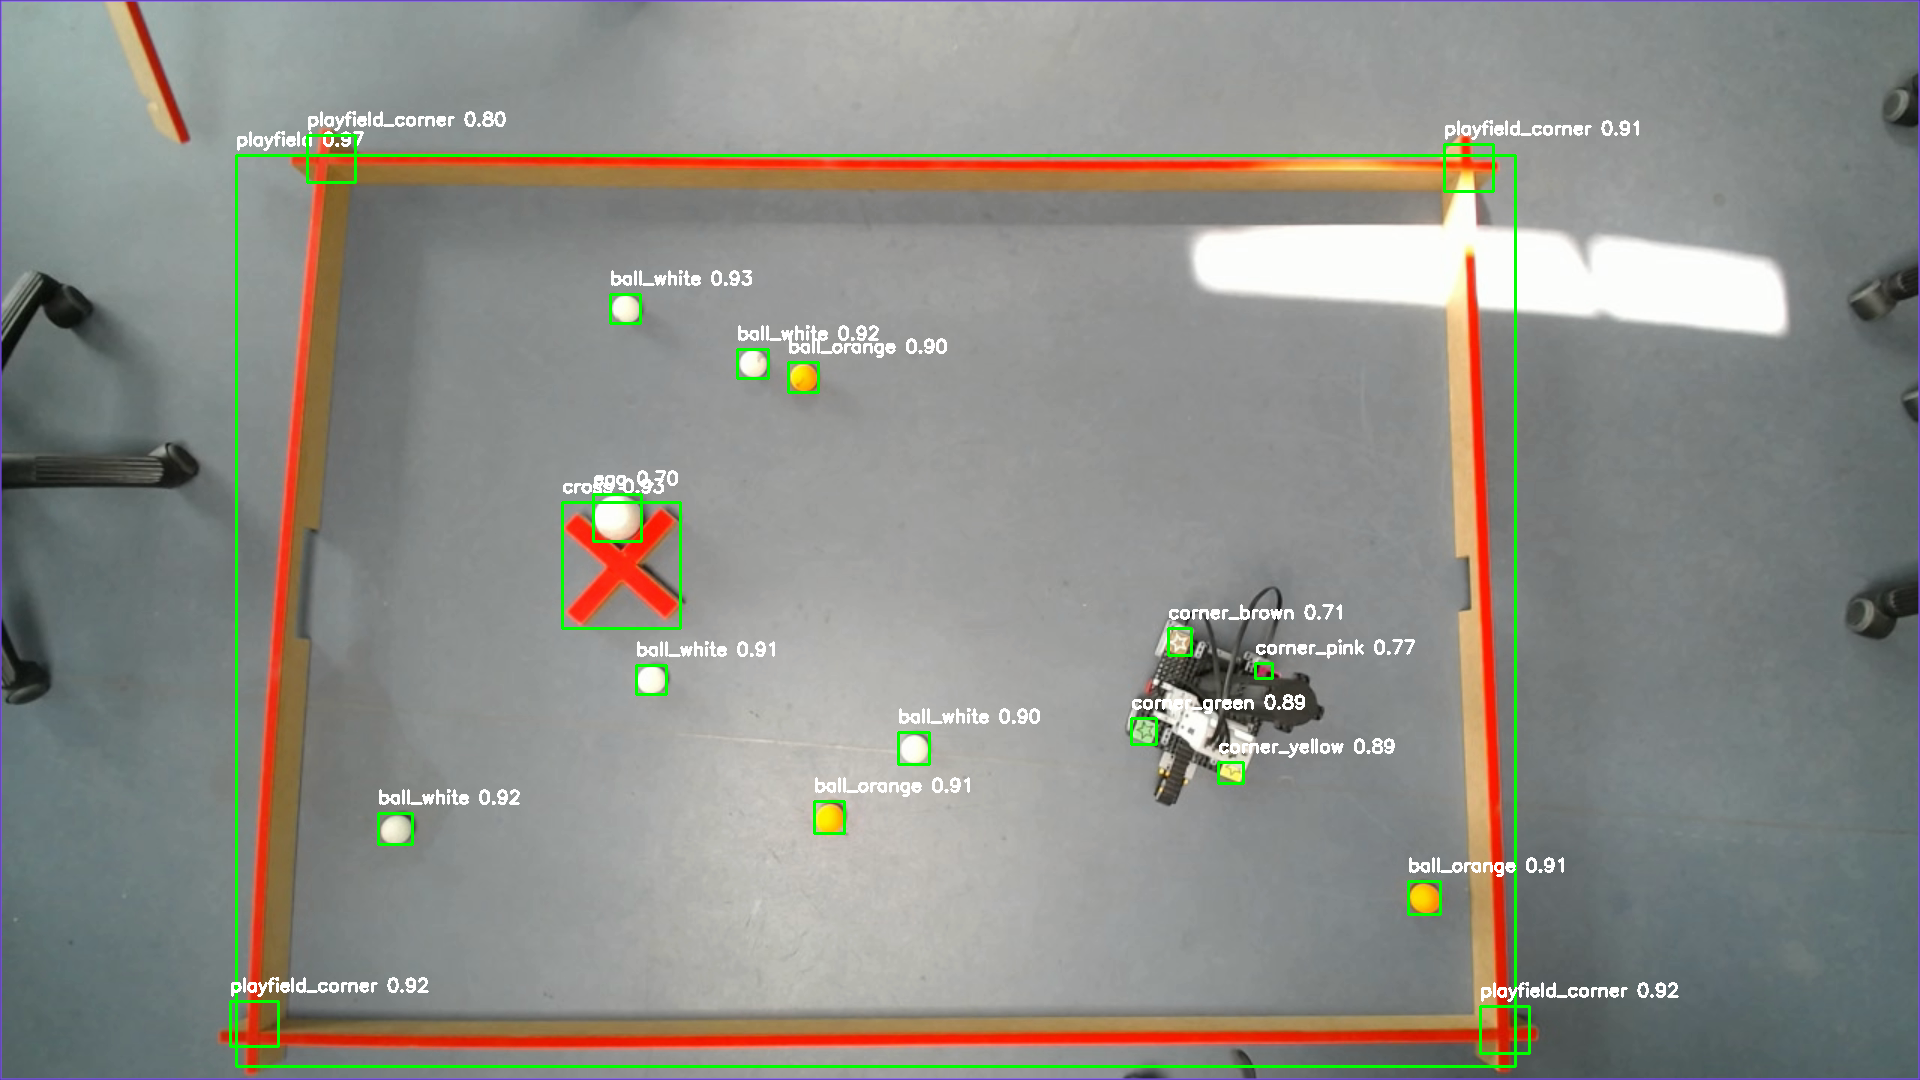 playfield_corner 0.80
playfield_corner 0.91
playfield 0.97
ball_white 0.93
ball_white 0.92
ball_orange 0.90
egg 0.70
cross 0.93
corner_brown 0.71
corner_pink 0.77
ball_white 0.91
corner_green 0.89
ball_white 0.90
corner_yellow 0.89
ball_orange 0.91
ball_white 0.92
ball_orange 0.91
playfield_corner 0.92
playfield_corner 0.92